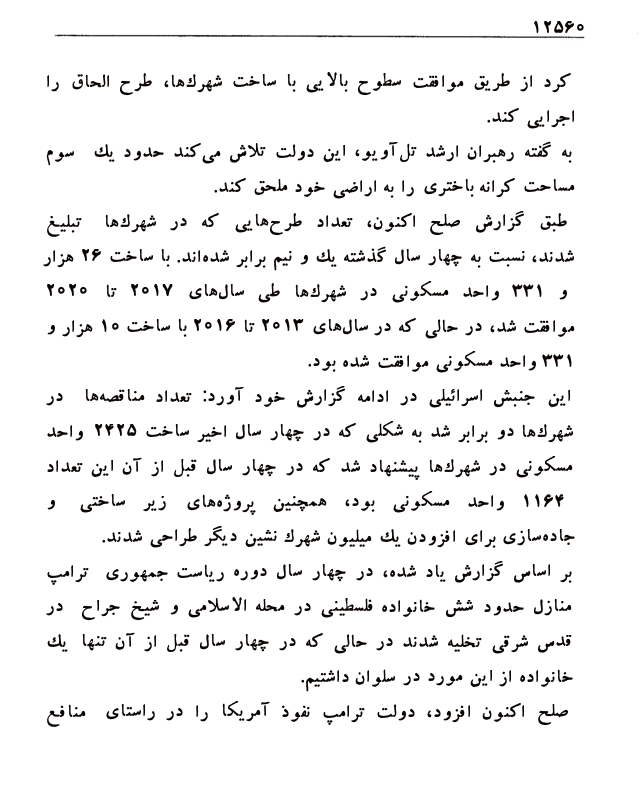 ۱۲۵۶۰
کرد از طریق موافقت سطوح بالایی با ساخت شهرك‌ها، طرح الحاق را
اجرایی کند.
به گفته رهبران ارشد تل‌آویو، این دولت تلاش می‌کند حدود یك سوم
مساحت کرانه باختری را به اراضی خود ملحق کند.
طبق گزارش صلح اکنون، تعداد طرح‌هایی که در شهرك‌ها تبلیغ
شدند، نسبت به چهار سال گذشته یك و نیم برابر شده‌اند. با ساخت ۲۶ هزار
و ۳۳۱ واحد مسکونی در شهرك‌ها طی سال‌های ۲۰۱۷ تا ۲۰۲۰
موافقت شد، در حالی که در سال‌های ۲۰۱۳ تا ۲۰۱۶ با ساخت ۱۰ هزار و
۳۳۱ واحد مسکونی موافقت شده بود.
این جنبش اسرائیلی در ادامه گزارش خود آورد: تعداد مناقصه‌ها در
شهرك‌ها دو برابر شد به شکلی که در چهار سال اخیر ساخت ۲۴۲۵ واحد
مسکونی در شهرك‌ها پیشنهاد شد که در چهار سال قبل از آن این تعداد
۱۱۶۴ واحد مسکونی بود، همچنین پروژه‌های زیر ساختی و
جاده‌سازی برای افزودن یك میلیون شهرك نشین دیگر طراحی شدند.
بر اساس گزارش یاد شده، در چهار سال دوره ریاست جمهوری ترامپ
منازل حدود شش خانواده فلسطینی در محله الاسلامی و شیخ جراح در
قدس شرقی تخلیه شدند در حالی که در چهار سال قبل از آن تنها یك
خانواده از این مورد در سلوان داشتیم.
صلح اکنون افزود، دولت ترامپ نفوذ آمریکا را در راستای منافع